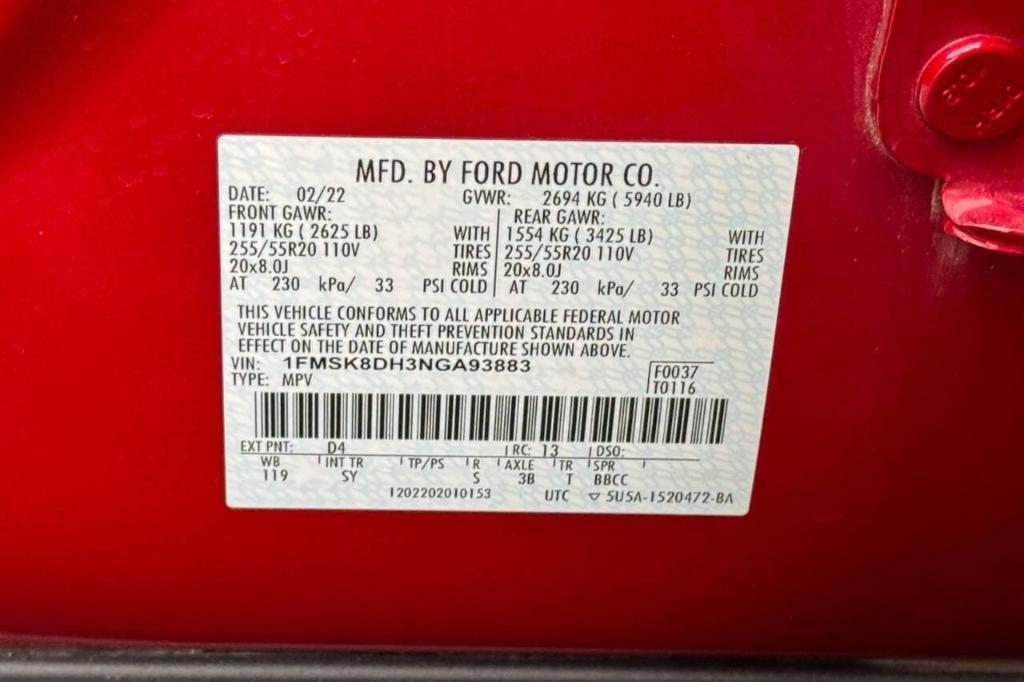 MFD. BY FORD MOTOR CO.
DATE: 02/22 GVWR: 2694 KG ( 5940 LB)
FRONT GAWR: REAR GAWR:
1191 KG ( 2625 LB) WITH 1554 KG ( 3425 LB) WITH
255/55R20 110V TIRES 255/55R20 110V TIRES
20x8.0J RIMS 20x8.0J RIMS
AT 230 kPa/ 33 PSI COLD AT 230 kPa/ 33 PSI COLD
THIS VEHICLE CONFORMS TO ALL APPLICABLE FEDERAL MOTOR
VEHICLE SAFETY AND THEFT PREVENTION STANDARDS IN
EFFECT ON THE DATE OF MANUFACTURE SHOWN ABOVE.
VIN: 1FMSK8DH3NGA93883 F0037
TYPE: MPV T0116
EXT PNT: D4 RC: 13 DSO:
WB INT TR TP/PS R AXLE TR SPR
119 SY S 3B T BBCC
1202202010153 UTC ▽ 5U5A-1520472-BA